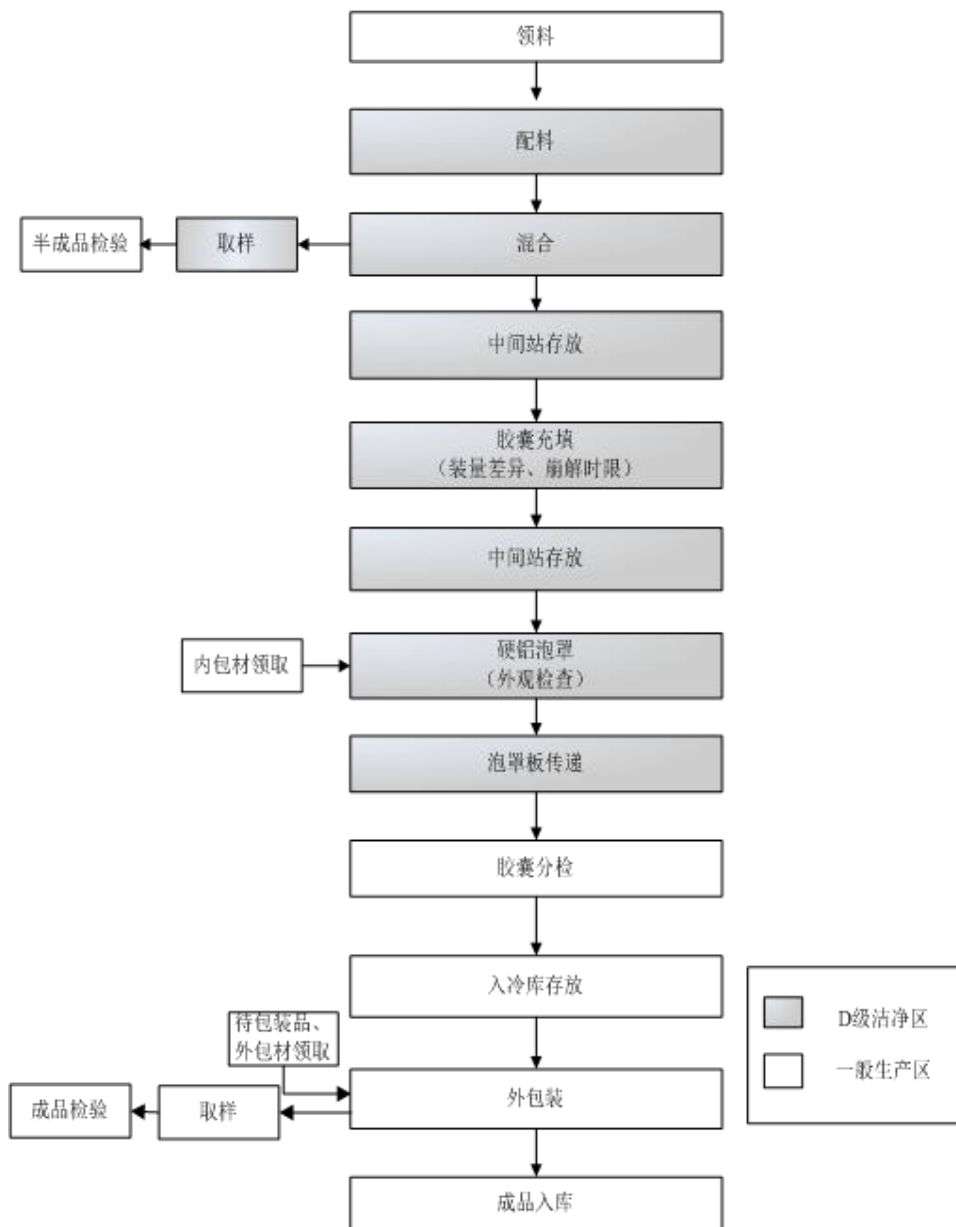 领料
配料
混合
取样
半成品检验
中间站存放
胶囊充填
（装量差异、崩解时限）
中间站存放
内包材领取
硬铝泡罩
（外观检查）
泡罩板传递
胶囊分检
入冷库存放
待包装品、
外包材领取
外包装
取样
成品检验
成品入库
D级洁净区
一般生产区